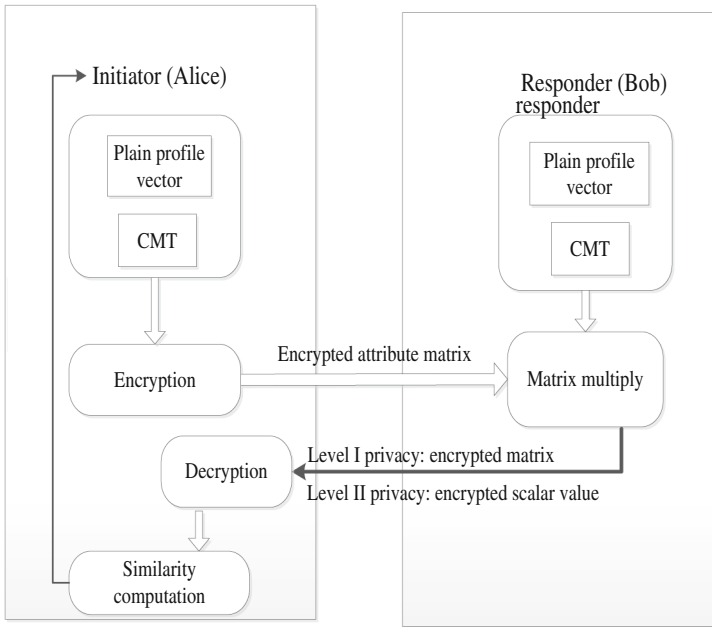 Initiator (Alice)
Plain profile
vector
CMT
Encryption
Encrypted attribute matrix
Responder (Bob)
responder
Plain profile
vector
CMT
Matrix multiply
Level I privacy: encrypted matrix
Level II privacy: encrypted scalar value
Decryption
Similarity
computation